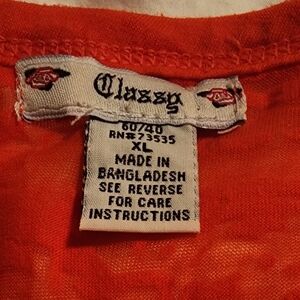 Classy
60/40
RN#73535
XL
MADE IN
BANGLADESH
SEE REVERSE
FOR CARE
INSTRUCTIONS